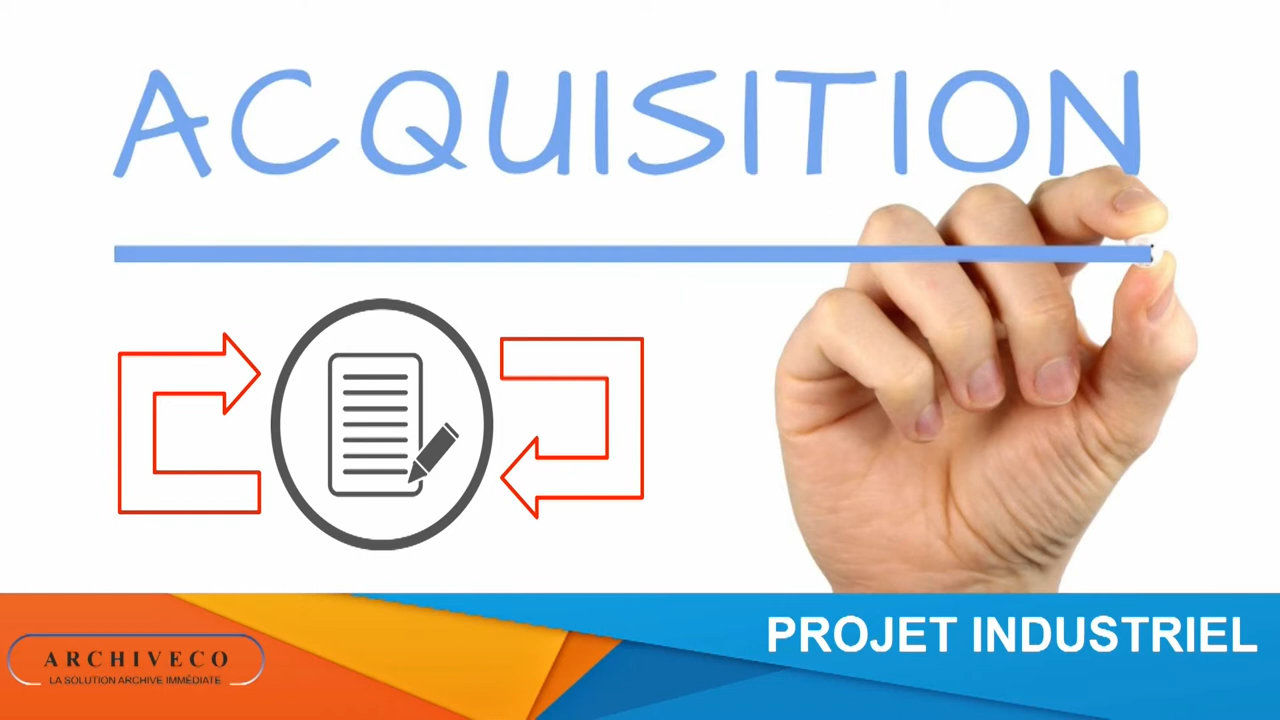 ACQUISITION
PROJET INDUSTRIEL
ARCHIVECO
LA SOLUTION ARCHIVE IMMÉDIATE